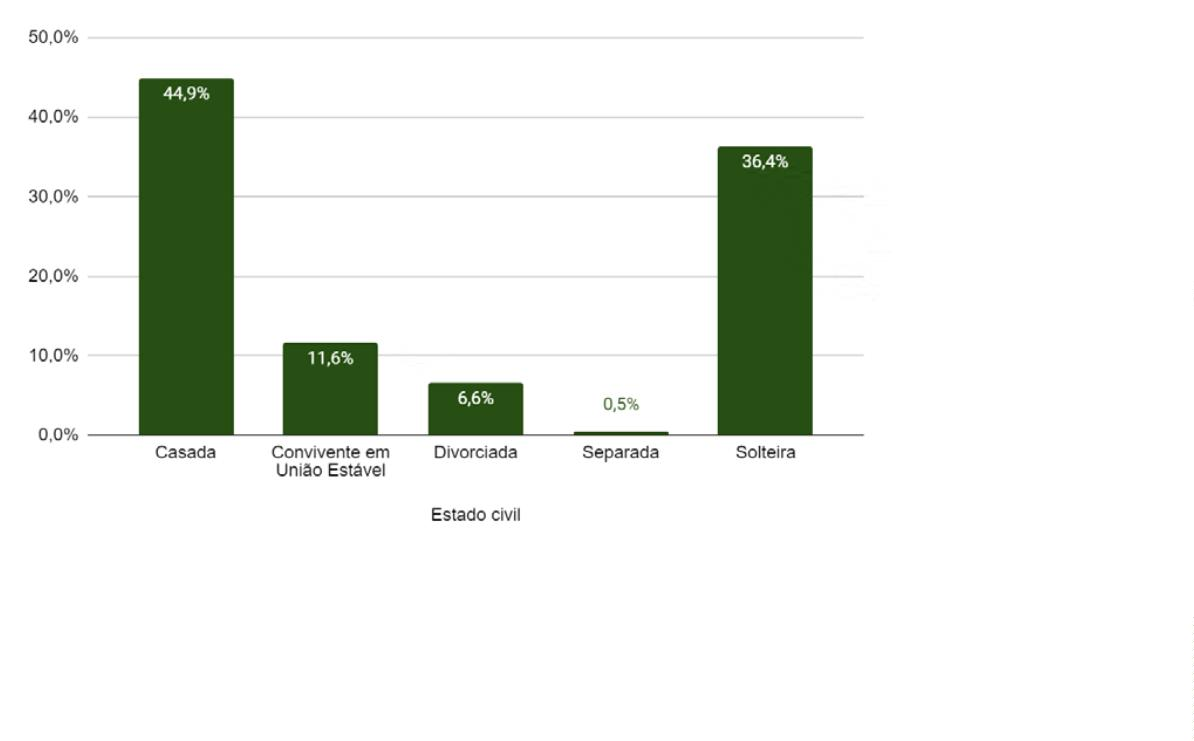 50,0%
44,9%
40,0%
36,4%
30,0%
20,0%
10,0%
11,6%
6,6%
0,5%
0,0%
Casada
Convivente em
União Estável
Divorciada
Separada
Solteira
Estado civil